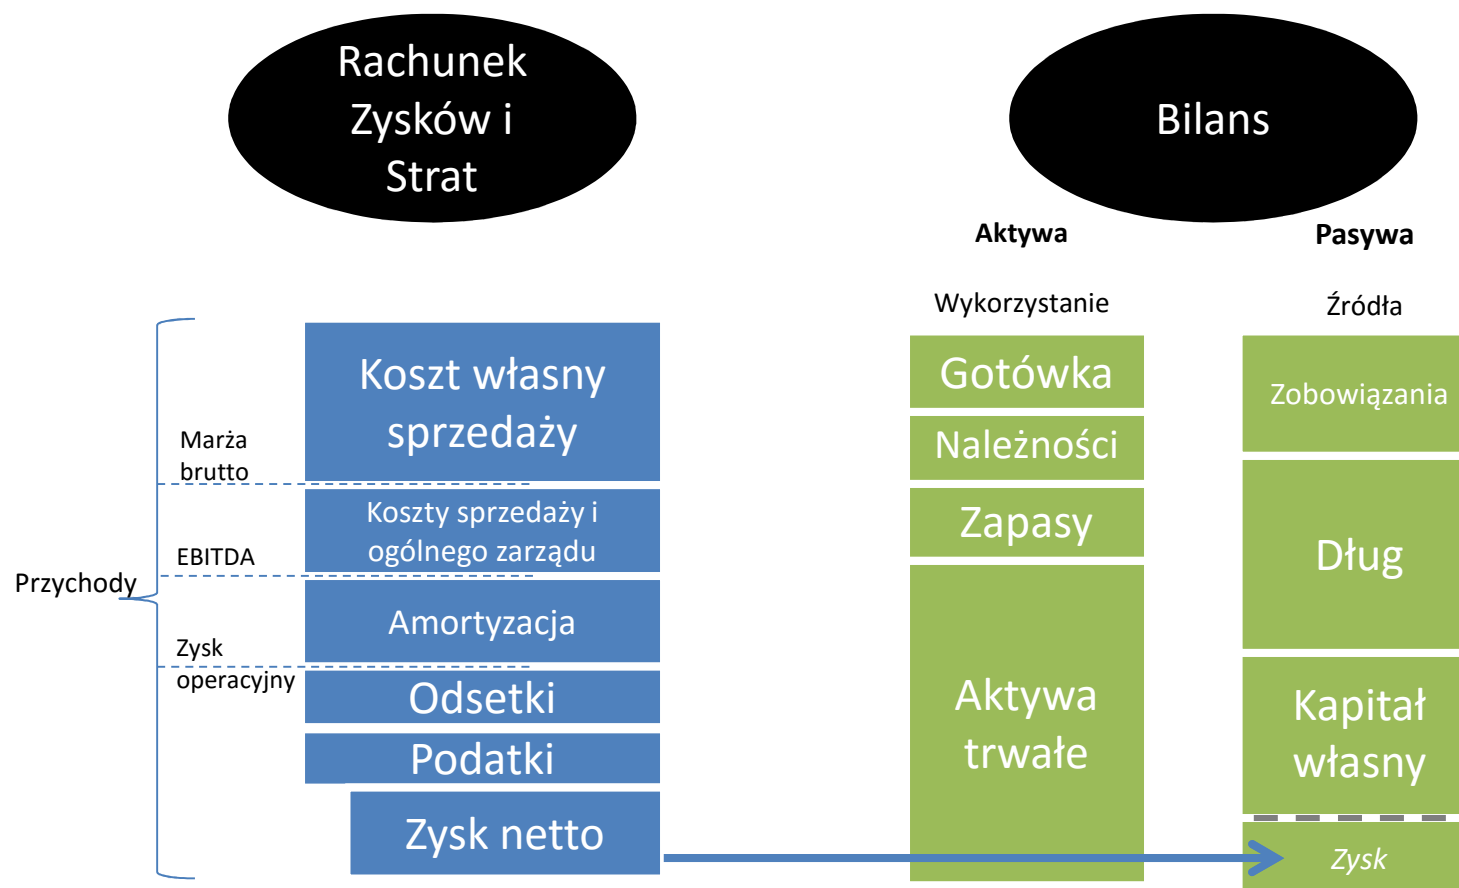 Rachunek
Zysków i
Strat
Bilans
Aktywa
Pasywa
Wykorzystanie
Źródła
Przychody
Marża
brutto
EBITDA
Zysk
operacyjny
Koszt własny
sprzedaży
Koszty sprzedaży i
ogólnego zarządu
Amortyzacja
Odsetki
Podatki
Zysk netto
Gotówka
Należności
Zapasy
Aktywa
trwałe
Zobowiązania
Dług
Kapitał
własny
Zysk